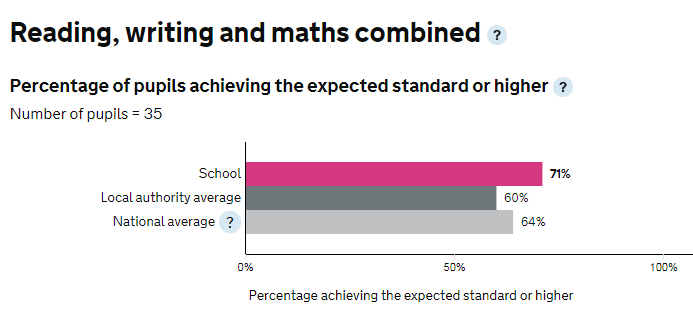 Reading, writing and maths combined ?
Percentage of pupils achieving the expected standard or higher ?
Number of pupils = 35
School 71%
Local authority average 60%
National average ? 64%
0% 50% 100%
Percentage achieving the expected standard or higher